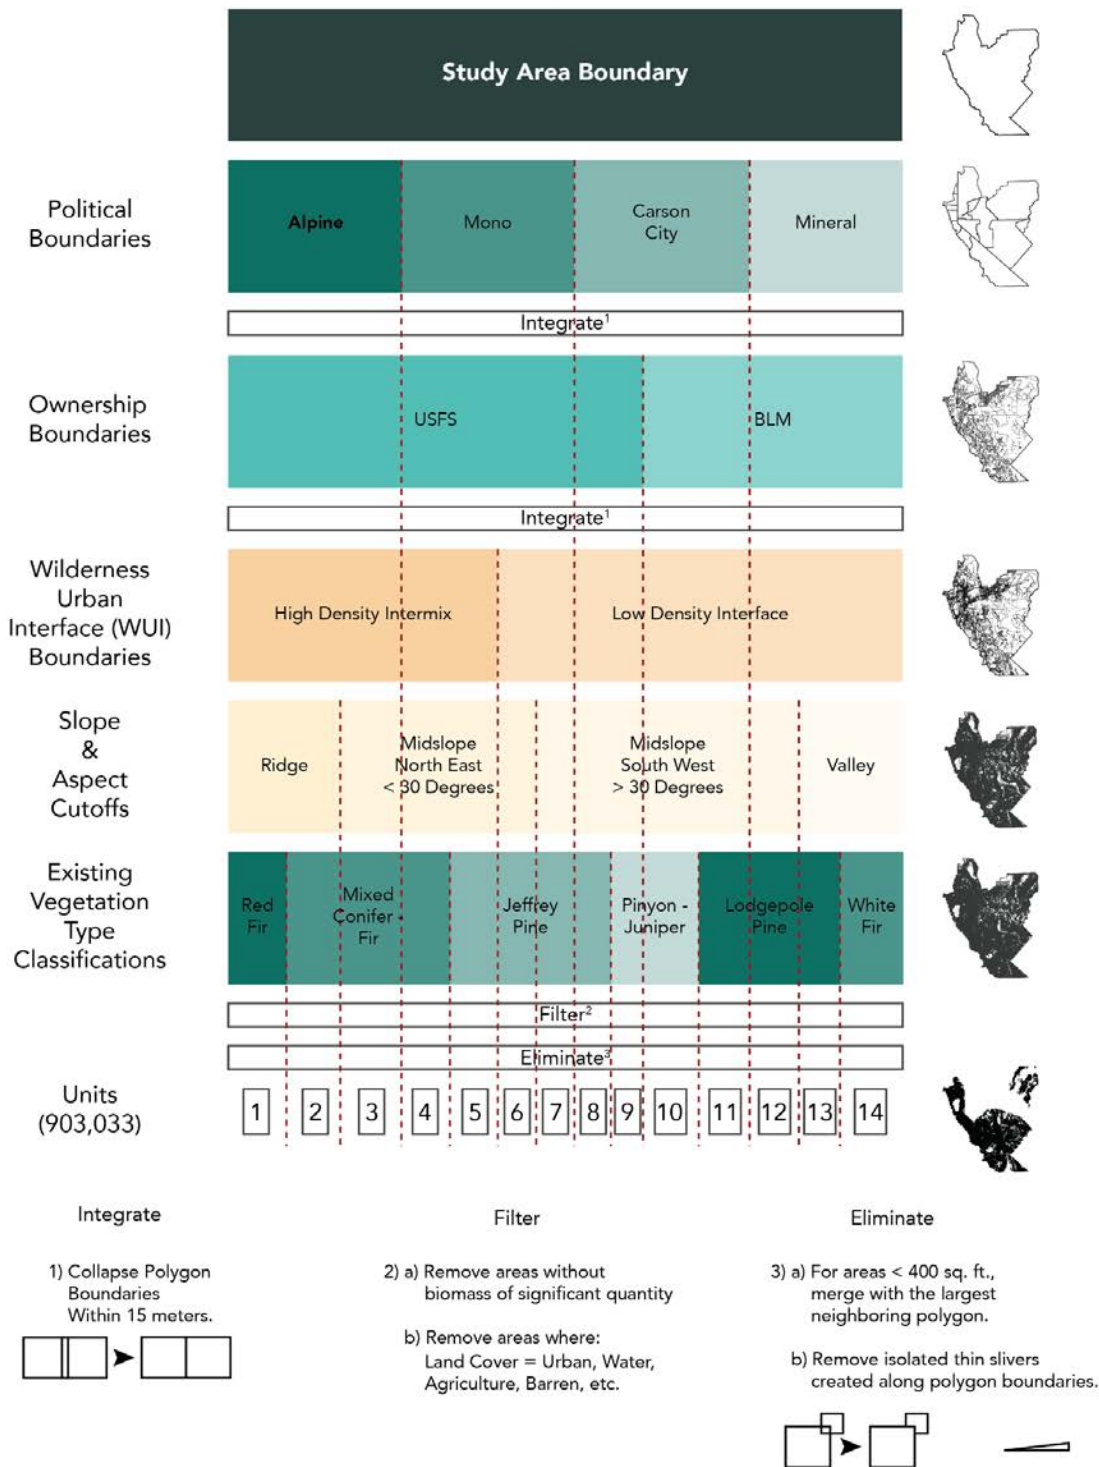 Study Area Boundary
Political
Boundaries
Alpine
Mono
Carson
City
Mineral
Integrate¹
Ownership
Boundaries
USFS
BLM
Integrate¹
Wilderness
Urban
Interface (WUI)
Boundaries
High Density Intermix
Low Density Interface
Slope
&
Aspect
Cutoffs
Ridge
Midslope
North East
< 30 Degrees
Midslope
South West
> 30 Degrees
Valley
Existing
Vegetation
Type
Classifications
Red
Fir
Mixed
Conifer -
Fir
Jeffrey
Pine
Pinyon -
Juniper
Lodgepole
Pine
White
Fir
Filter²
Eliminate³
Units
(903,033)
1 2 3 4 5 6 7 8 9 10 11 12 13 14
Integrate
1) Collapse Polygon
Boundaries
Within 15 meters.
Filter
2) a) Remove areas without
biomass of significant quantity
b) Remove areas where:
Land Cover = Urban, Water,
Agriculture, Barren, etc.
Eliminate
3) a) For areas < 400 sq. ft.,
merge with the largest
neighboring polygon.
b) Remove isolated thin slivers
created along polygon boundaries.